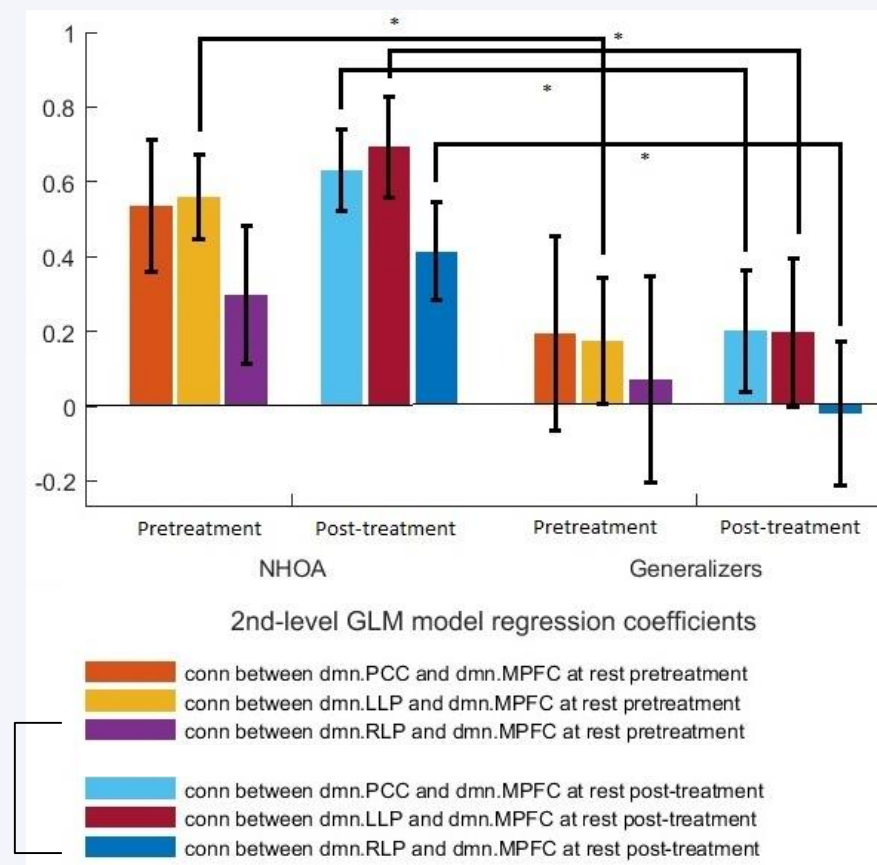 *
*
*
*
1
0.8
0.6
0.4
0.2
0
-0.2
Pretreatment Post-treatment Pretreatment Post-treatment
NHOA Generalizers
2nd-level GLM model regression coefficients
conn between dmn.PCC and dmn.MPFC at rest pretreatment
conn between dmn.LLP and dmn.MPFC at rest pretreatment
conn between dmn.RLP and dmn.MPFC at rest pretreatment
conn between dmn.PCC and dmn.MPFC at rest post-treatment
conn between dmn.LLP and dmn.MPFC at rest post-treatment
conn between dmn.RLP and dmn.MPFC at rest post-treatment